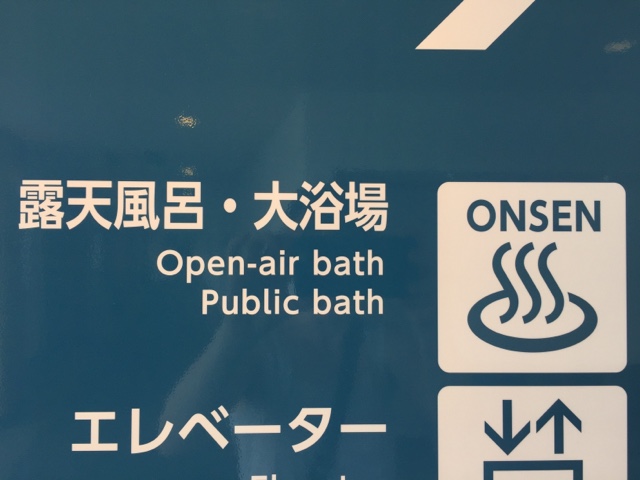 露天風呂・大浴場
Open-air bath
Public bath
ONSEN
エレベーター